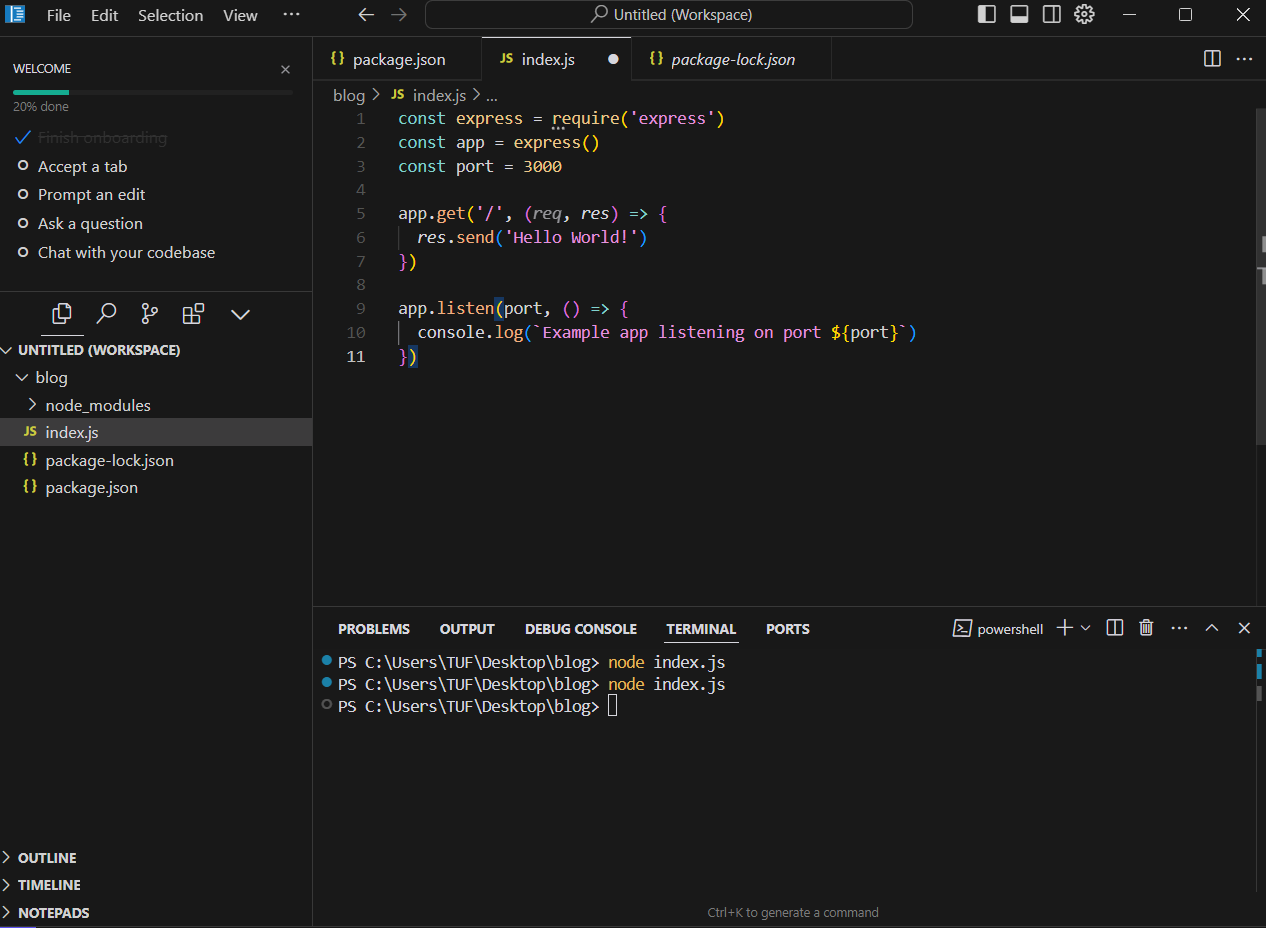 File Edit Selection View ··· Untitled (Workspace)
WELCOME
20% done
Finish onboarding
Accept a tab
Prompt an edit
Ask a question
Chat with your codebase
UNTITLED (WORKSPACE)
blog
node_modules
JS index.js
{} package-lock.json
{} package.json
OUTLINE
TIMELINE
NOTEPADS
{} package.json JS index.js {} package-lock.json
blog > JS index.js > ...
1 const express = require('express')
2 const app = express()
3 const port = 3000
4
5 app.get('/', (req, res) => {
6 res.send('Hello World!')
7 })
8
9 app.listen(port, () => {
10 console.log(`Example app listening on port ${port}`)
11 })
PROBLEMS OUTPUT DEBUG CONSOLE TERMINAL PORTS powershell
PS C:\Users\TUF\Desktop\blog> node index.js
PS C:\Users\TUF\Desktop\blog> node index.js
PS C:\Users\TUF\Desktop\blog>
Ctrl+K to generate a command